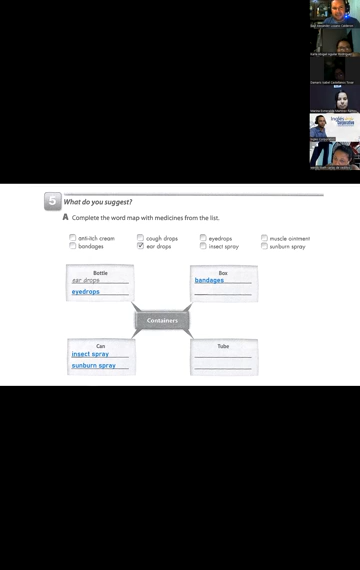 Inglés
5 What do you suggest?
A Complete the word map with medicines from the list.
anti-itch cream cough drops eyedrops muscle ointment
bandages ear drops insect spray sunburn spray
Bottle
ear drops
eyedrops
Box
bandages
Containers
Can
insect spray
sunburn spray
Tube